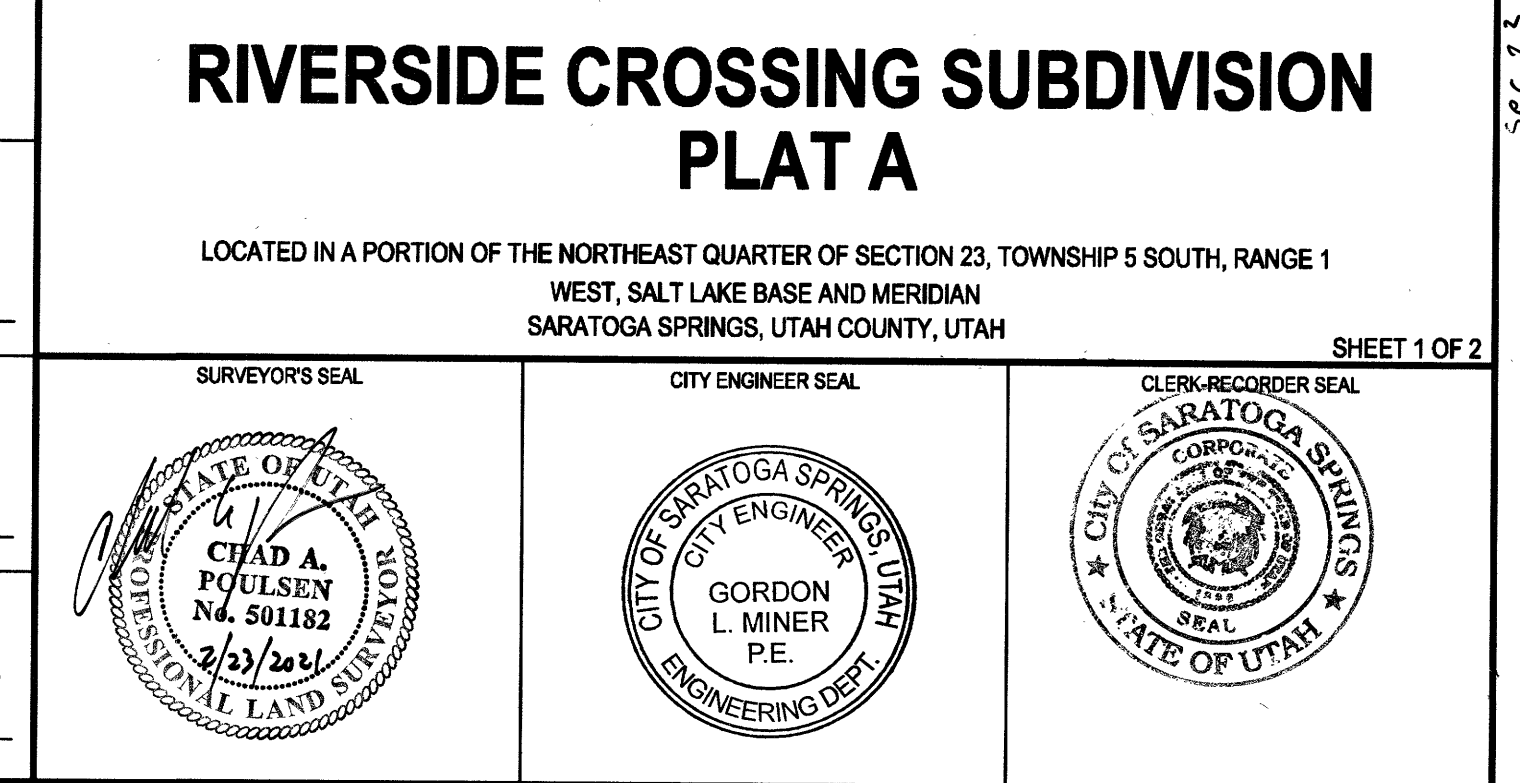 RIVERSIDE CROSSING SUBDIVISION
PLAT A
LOCATED IN A PORTION OF THE NORTHEAST QUARTER OF SECTION 23, TOWNSHIP 5 SOUTH, RANGE 1
WEST, SALT LAKE BASE AND MERIDIAN
SARATOGA SPRINGS, UTAH COUNTY, UTAH
SHEET 1 OF 2
SURVEYOR'S SEAL
STATE OF UTAH
CHAD A.
POULSEN
No. 501182
2/23/2021
PROFESSIONAL LAND SURVEYOR
CITY ENGINEER SEAL
CITY OF SARATOGA SPRINGS, UTAH
CITY ENGINEER
GORDON
L. MINER
P.E.
ENGINEERING DEPT.
CLERK-RECORDER SEAL
City Of SARATOGA SPRINGS
CORPORATE
1896
SEAL
STATE OF UTAH